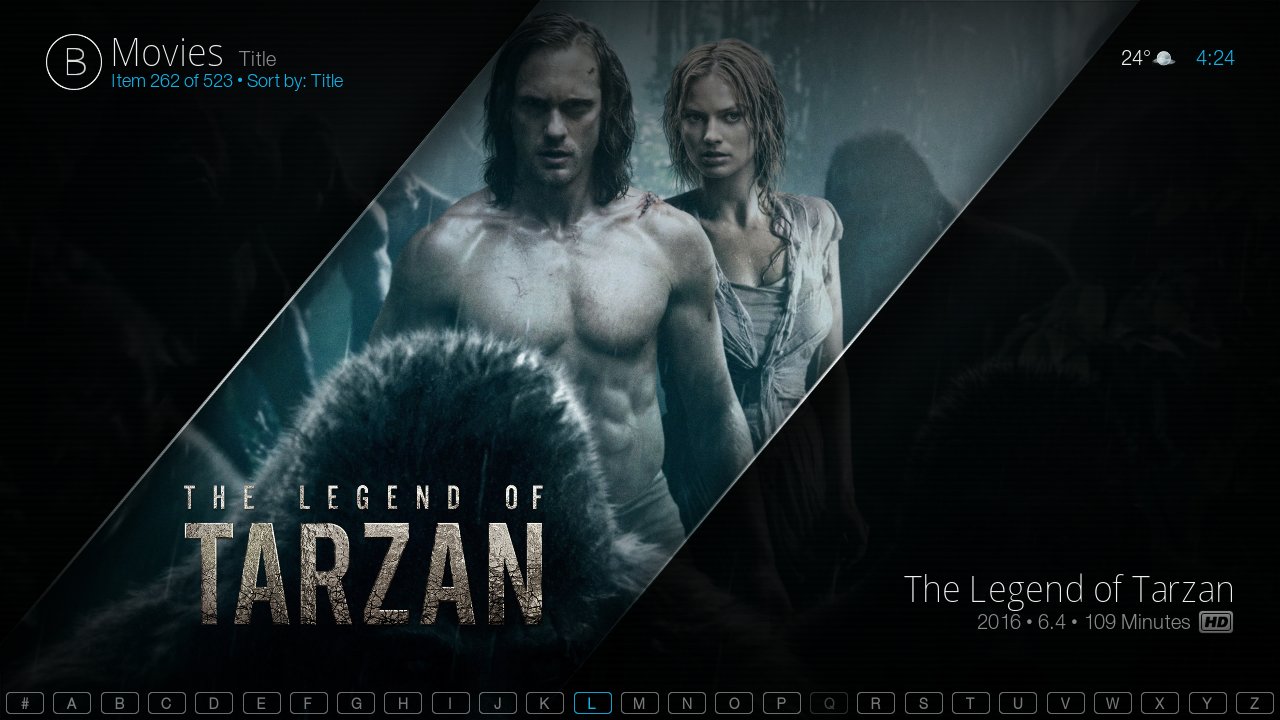 B
Movies Title
Item 262 of 523 • Sort by: Title
24° 4:24
THE LEGEND OF
TARZAN
The Legend of Tarzan
2016 • 6.4 • 109 Minutes HD
# A B C D E F G H I J K L M N O P Q R S T U V W X Y Z